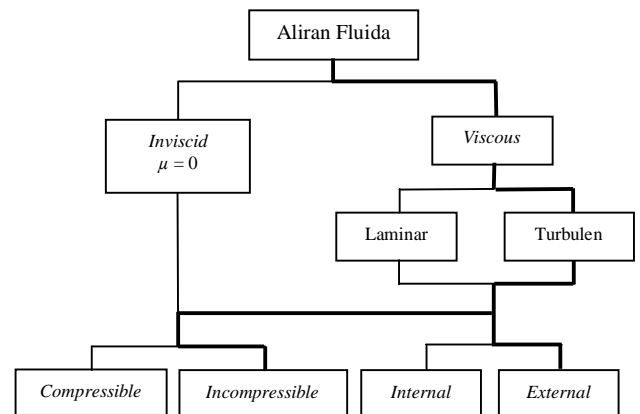 Aliran Fluida
Inviscid
μ = 0
Viscous
Laminar
Turbulen
Compressible
Incompressible
Internal
External